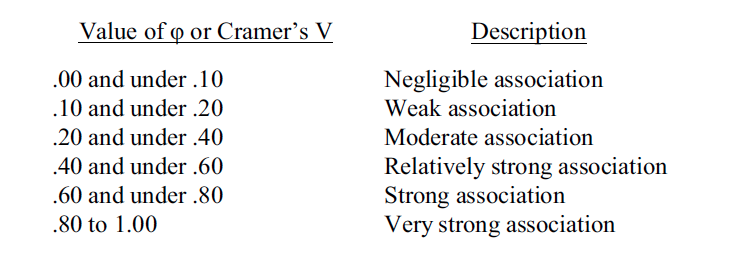 Value of φ or Cramer’s V Description
.00 and under .10 Negligible association
.10 and under .20 Weak association
.20 and under .40 Moderate association
.40 and under .60 Relatively strong association
.60 and under .80 Strong association
.80 to 1.00 Very strong association